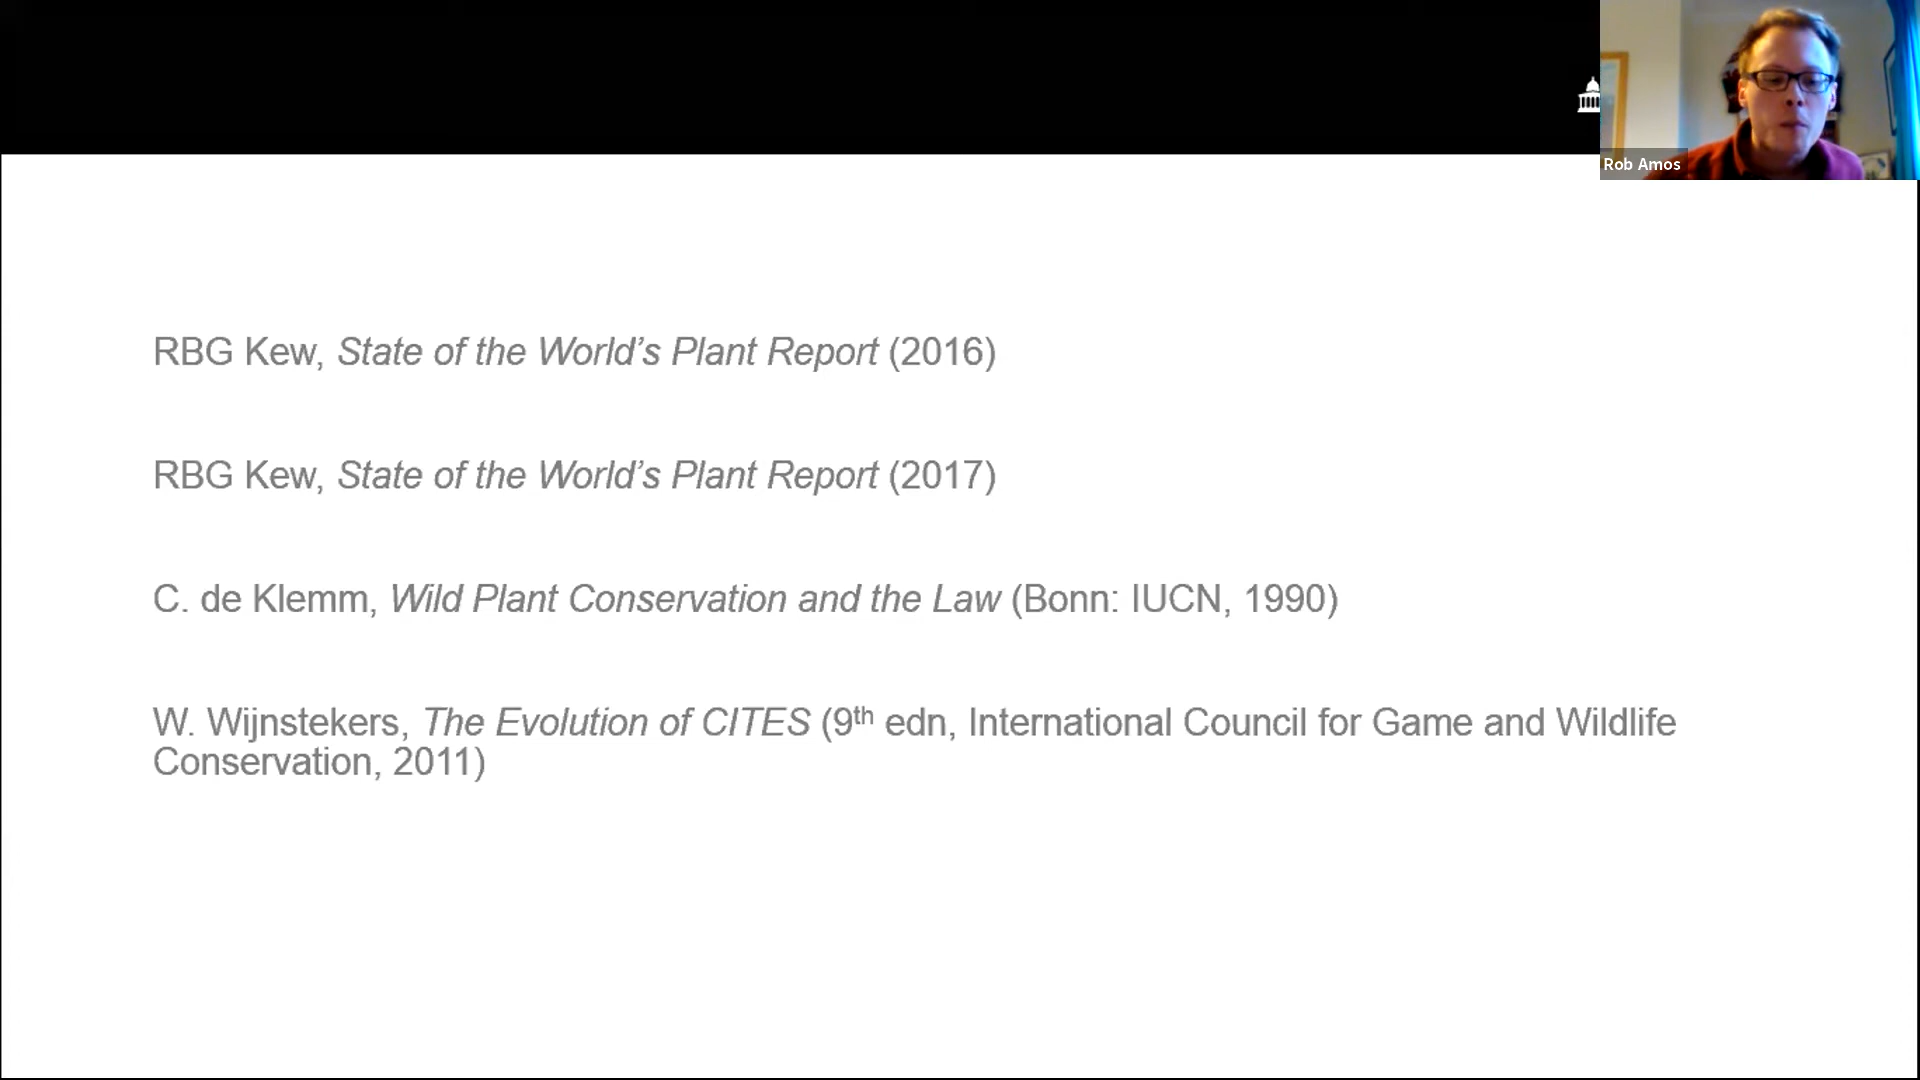 Rob Amos
RBG Kew, State of the World’s Plant Report (2016)
RBG Kew, State of the World’s Plant Report (2017)
C. de Klemm, Wild Plant Conservation and the Law (Bonn: IUCN, 1990)
W. Wijnstekers, The Evolution of CITES (9th edn, International Council for Game and Wildlife
Conservation, 2011)